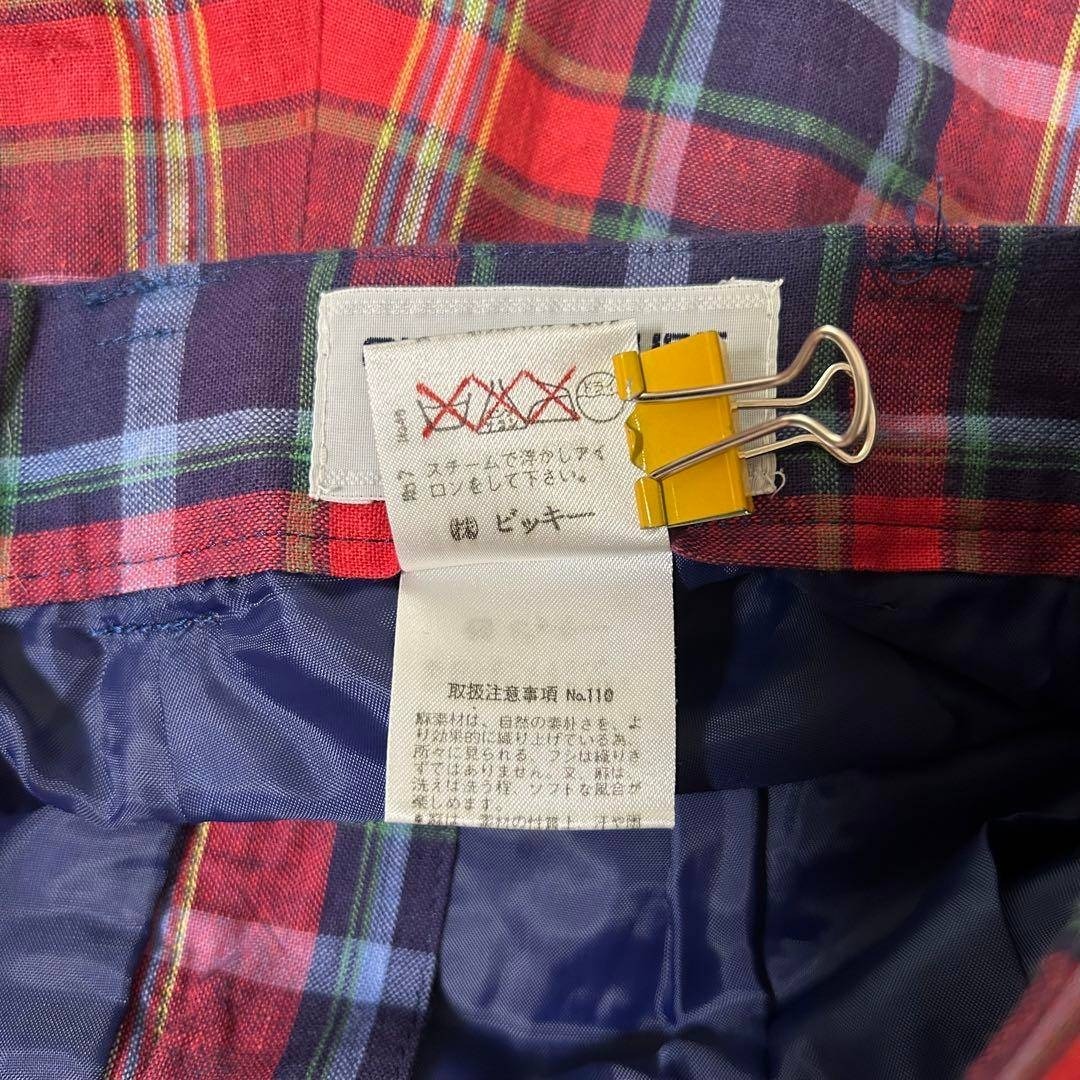 ドライ
スチームで浮かしアイ
ロンをして下さい。
㈱ ビッキー
取扱注意事項 No.110
麻素材は、自然の素朴さを、よ
り効果的に織り上げている為、
所々に見られる、フシは織りき
ずではありません。又、麻は、
洗えば洗う程、ソフトな風合が
楽しめます。